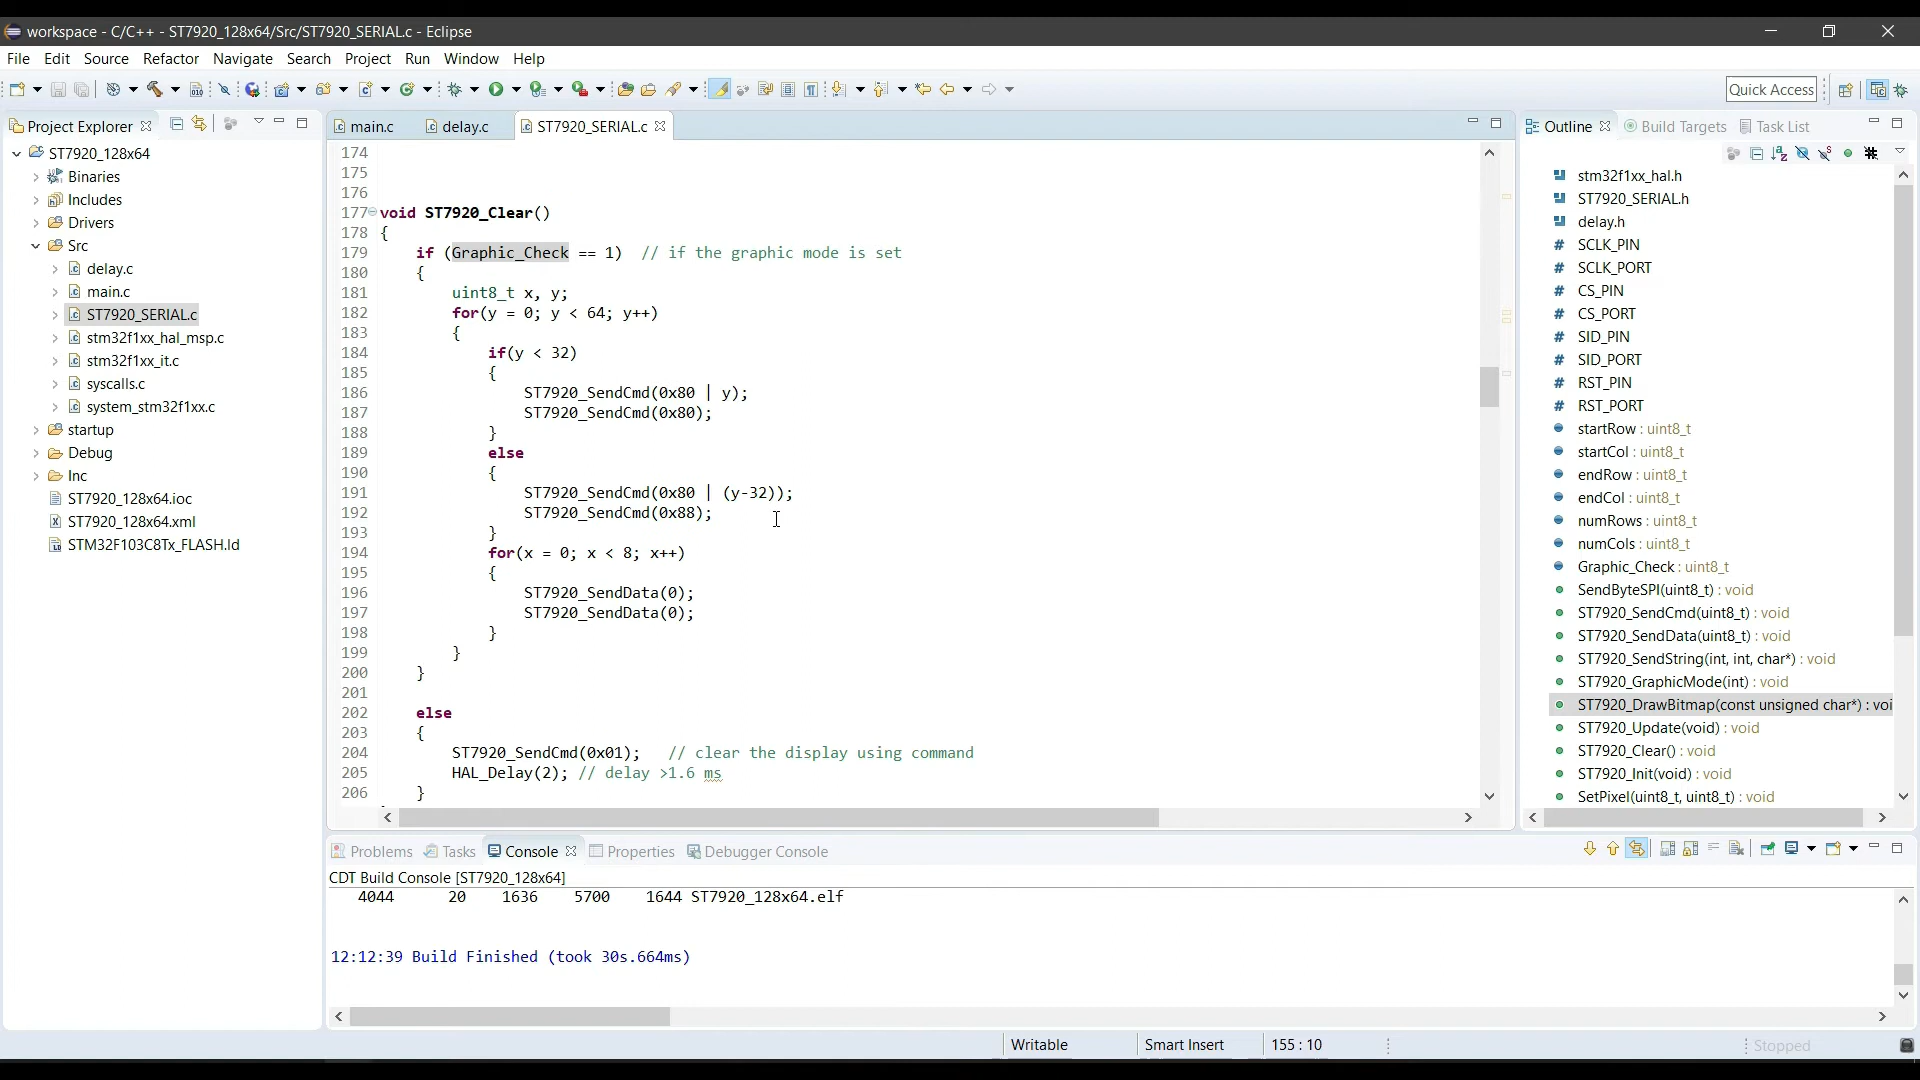 workspace - C/C++ - ST7920_128x64/Src/ST7920_SERIAL.c - Eclipse
File Edit Source Refactor Navigate Search Project Run Window Help
Quick Access
Project Explorer
ST7920_128x64
Binaries
Includes
Drivers
Src
delay.c
main.c
ST7920_SERIAL.c
stm32f1xx_hal_msp.c
stm32f1xx_it.c
syscalls.c
system_stm32f1xx.c
startup
Debug
Inc
ST7920_128x64.ioc
ST7920_128x64.xml
STM32F103C8Tx_FLASH.ld
main.c delay.c ST7920_SERIAL.c
174
175
176
177 void ST7920_Clear()
178 {
179 if (Graphic_Check == 1) // if the graphic mode is set
180 {
181 uint8_t x, y;
182 for(y = 0; y < 64; y++)
183 {
184 if(y < 32)
185 {
186 ST7920_SendCmd(0x80 | y);
187 ST7920_SendCmd(0x80);
188 }
189 else
190 {
191 ST7920_SendCmd(0x80 | (y-32));
192 ST7920_SendCmd(0x88);
193 }
194 for(x = 0; x < 8; x++)
195 {
196 ST7920_SendData(0);
197 ST7920_SendData(0);
198 }
199 }
200 }
201
202 else
203 {
204 ST7920_SendCmd(0x01); // clear the display using command
205 HAL_Delay(2); // delay >1.6 ms
206 }
Outline Build Targets Task List
stm32f1xx_hal.h
ST7920_SERIAL.h
delay.h
# SCLK_PIN
# SCLK_PORT
# CS_PIN
# CS_PORT
# SID_PIN
# SID_PORT
# RST_PIN
# RST_PORT
startRow : uint8_t
startCol : uint8_t
endRow : uint8_t
endCol : uint8_t
numRows : uint8_t
numCols : uint8_t
Graphic_Check : uint8_t
SendByteSPI(uint8_t) : void
ST7920_SendCmd(uint8_t) : void
ST7920_SendData(uint8_t) : void
ST7920_SendString(int, int, char*) : void
ST7920_GraphicMode(int) : void
ST7920_DrawBitmap(const unsigned char*) : voi
ST7920_Update(void) : void
ST7920_Clear() : void
ST7920_Init(void) : void
SetPixel(uint8_t, uint8_t) : void
Problems Tasks Console Properties Debugger Console
CDT Build Console [ST7920_128x64]
4044 20 1636 5700 1644 ST7920_128x64.elf
12:12:39 Build Finished (took 30s.664ms)
Writable Smart Insert 155 : 10 Stopped